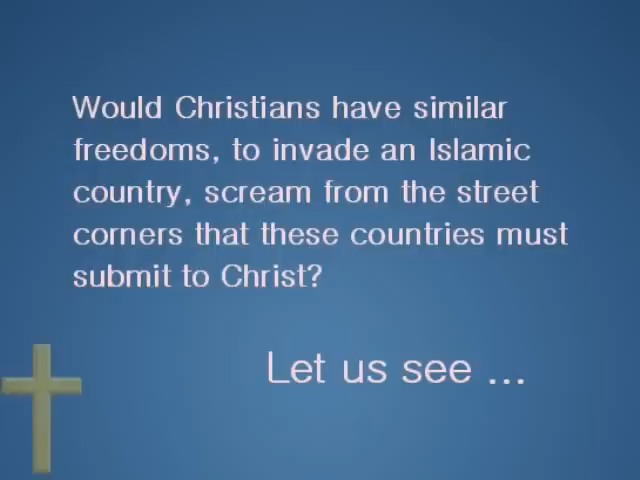 Would Christians have similar
freedoms, to invade an Islamic
country, scream from the street
corners that these countries must
submit to Christ?
Let us see ...